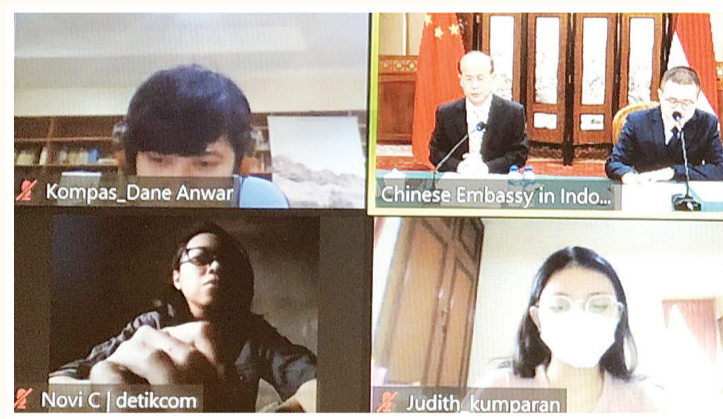 Kompas_Dane Anwar
Chinese Embassy in Indo...
Novi C | detikcom
Judith_kumparan